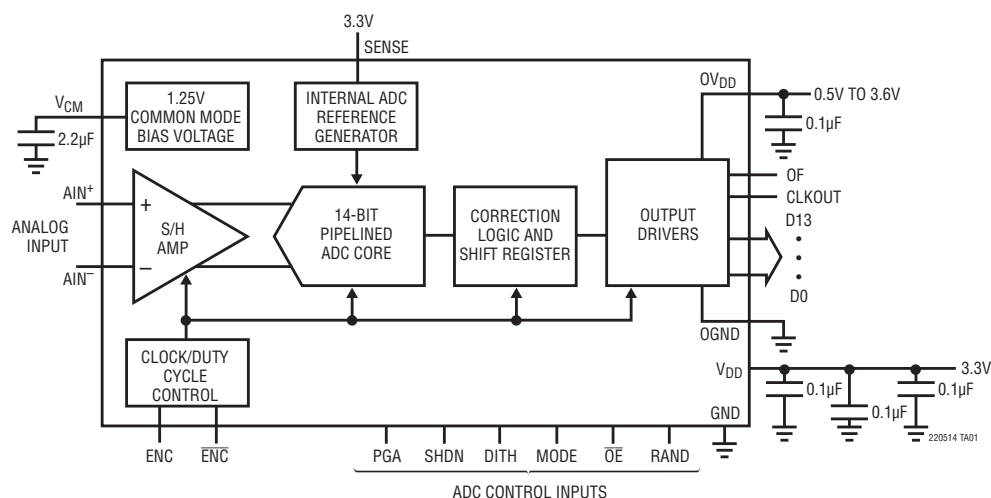 3.3V
SENSE
OVDD
0.5V TO 3.6V
0.1µF
VCM
2.2µF
1.25V
COMMON MODE
BIAS VOLTAGE
INTERNAL ADC
REFERENCE
GENERATOR
OF
CLKOUT
D13
D0
AIN+
ANALOG
INPUT
AIN−
+
S/H
AMP
−
14-BIT
PIPELINED
ADC CORE
CORRECTION
LOGIC AND
SHIFT REGISTER
OUTPUT
DRIVERS
OGND
CLOCK/DUTY
CYCLE
CONTROL
VDD
3.3V
0.1µF
0.1µF
0.1µF
GND
220514 TA01
ENC
ENC
PGA
SHDN
DITH
MODE
OE
RAND
ADC CONTROL INPUTS